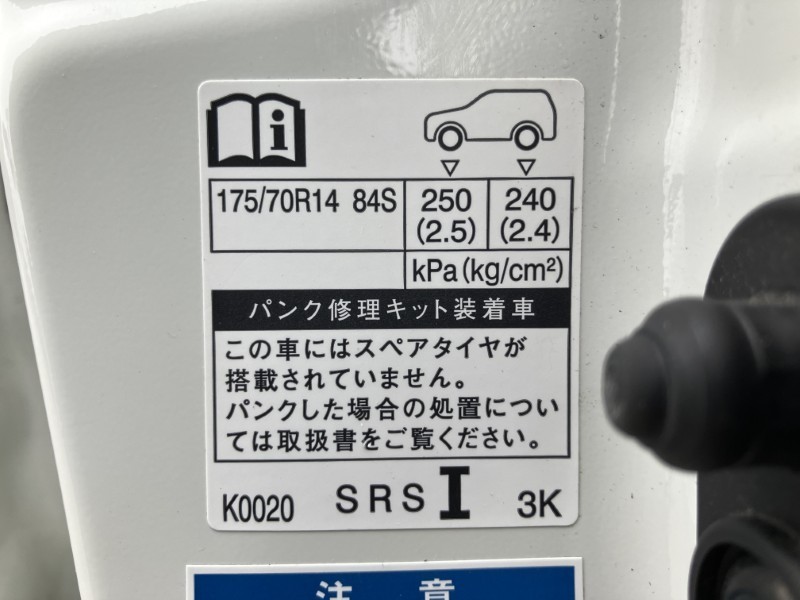 175/70R14 84S 250 240
(2.5) (2.4)
kPa(kg/cm²)
パンク修理キット装着車
この車にはスペアタイヤが
搭載されていません。
パンクした場合の処置につい
ては取扱書をご覧ください。
K0020 SRS I 3K
注意